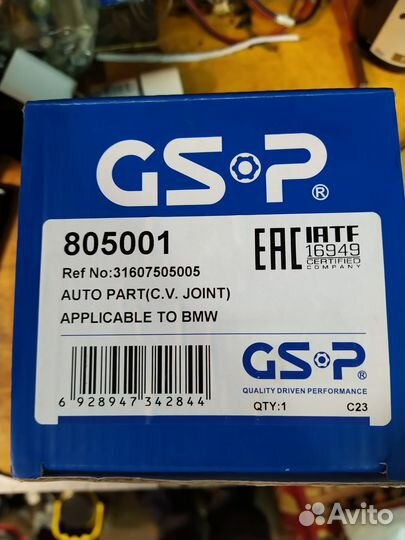 GSP®
805001
Ref No:31607505005
AUTO PART(C.V. JOINT)
APPLICABLE TO BMW
EAC IATF
16949
CERTIFIED
COMPANY
GSP®
QUALITY DRIVEN PERFORMANCE
QTY:1 C23
6 928947 342844
Avito